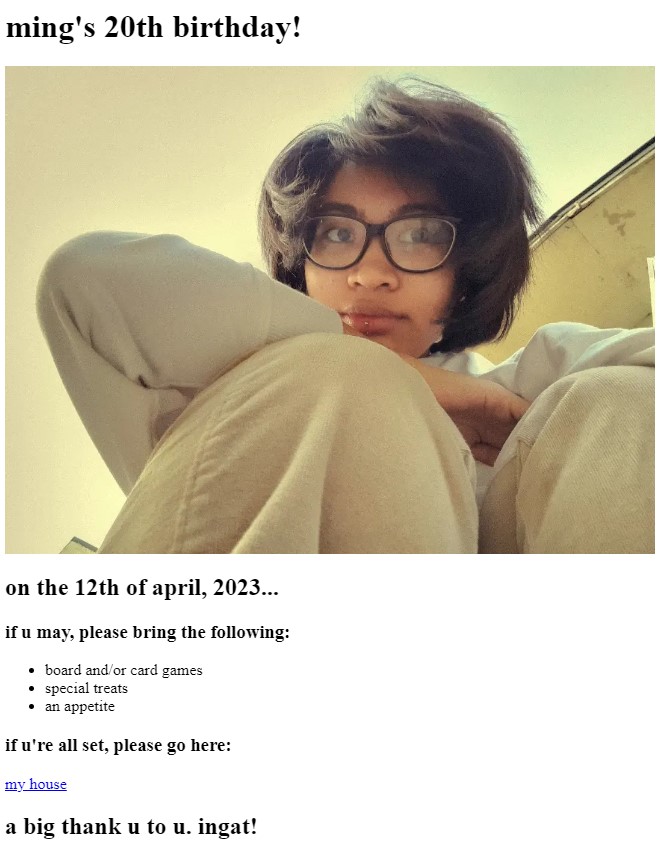 ming's 20th birthday!
on the 12th of april, 2023...
if u may, please bring the following:
board and/or card games
special treats
an appetite
if u're all set, please go here:
my house
a big thank u to u. ingat!